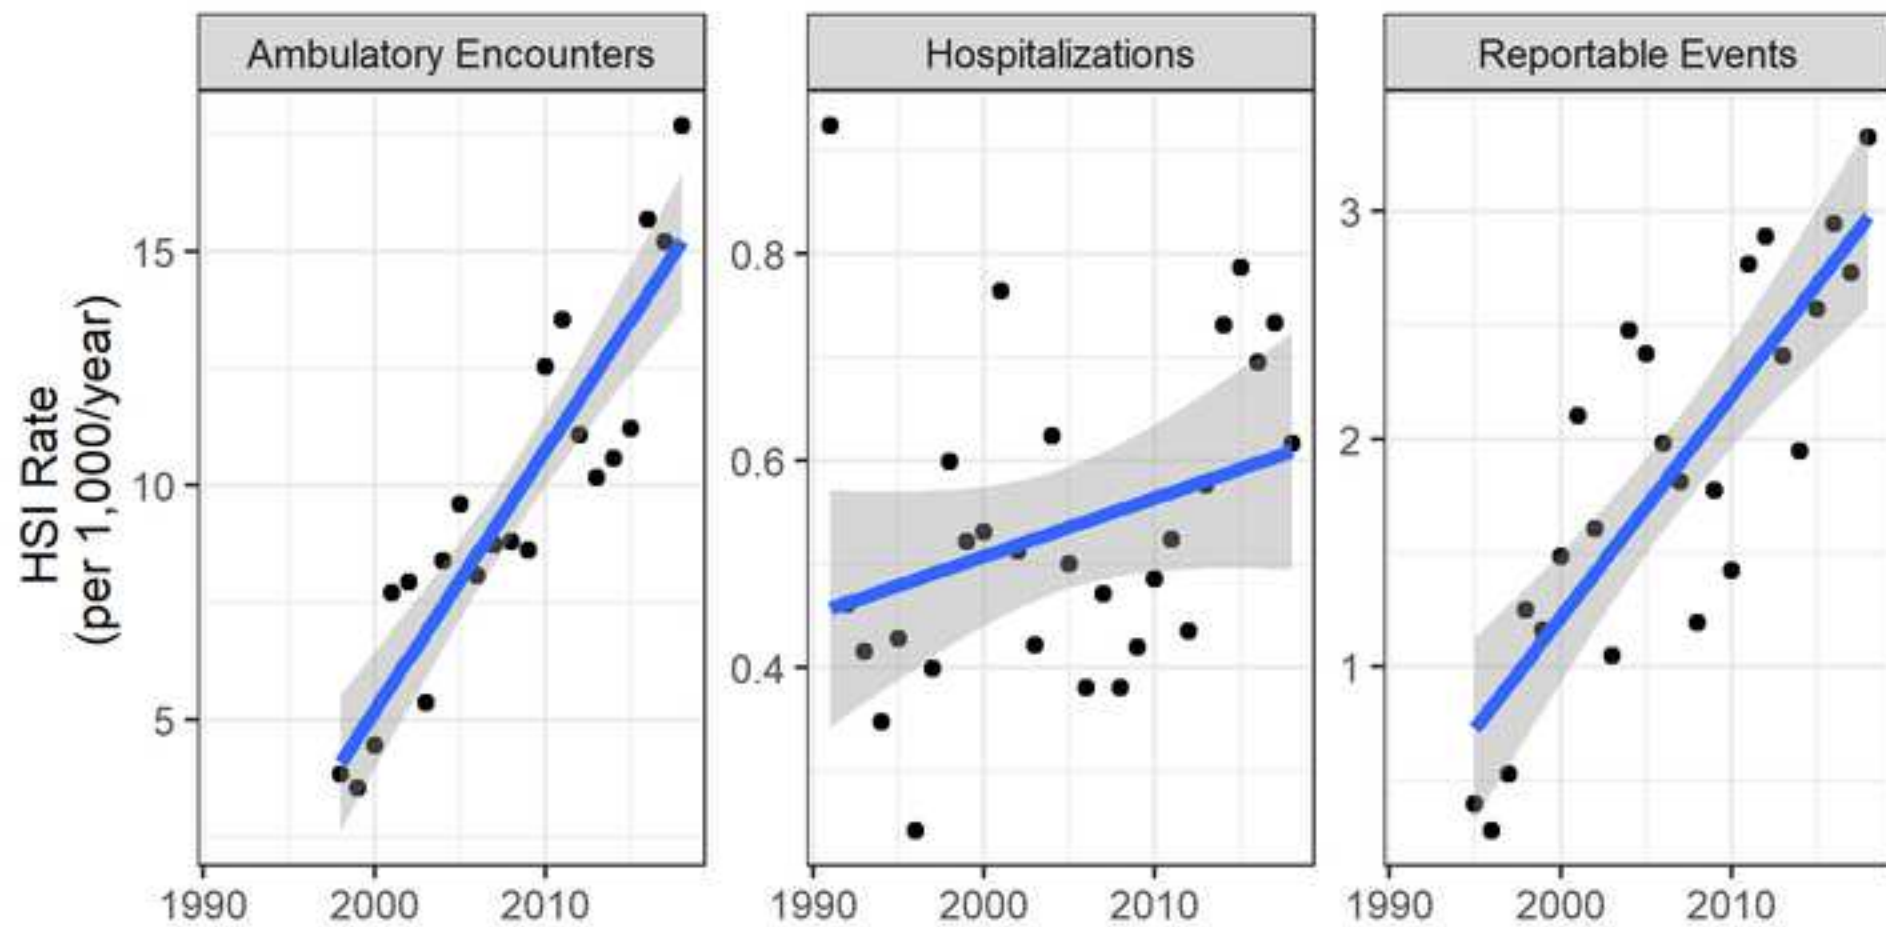 Ambulatory Encounters
Hospitalizations
Reportable Events
HSI Rate
(per 1,000/year)
15
10
5
0.8
0.6
0.4
3
2
1
1990 2000 2010
1990 2000 2010
1990 2000 2010